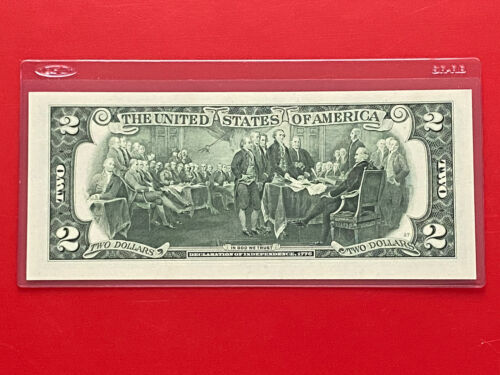 2 THE UNITED STATES OF AMERICA 2
TWO TWO
2 TWO DOLLARS TWO DOLLARS 2
IN GOD WE TRUST
DECLARATION OF INDEPENDENCE, 1776